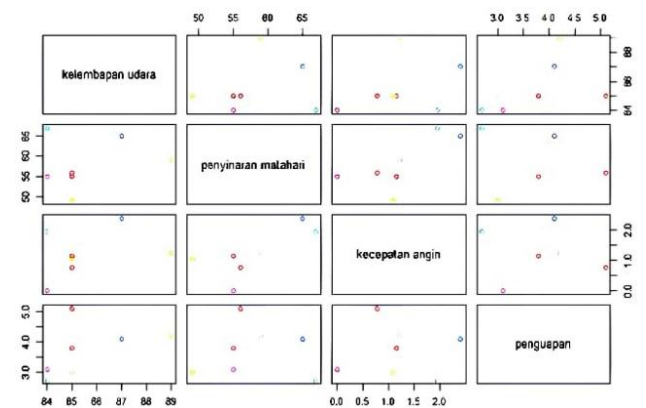 50 55 60 65
3.0 3.5 4.0 4.5 5.0
kelembapan udara
84 86 88
50 55 60 65
penyinaran matahari
kecepatan angin
0.0 1.0 2.0
3.0 4.0 5.0
penguapan
84 85 86 87 88 89
0.0 0.5 1.0 1.5 2.0